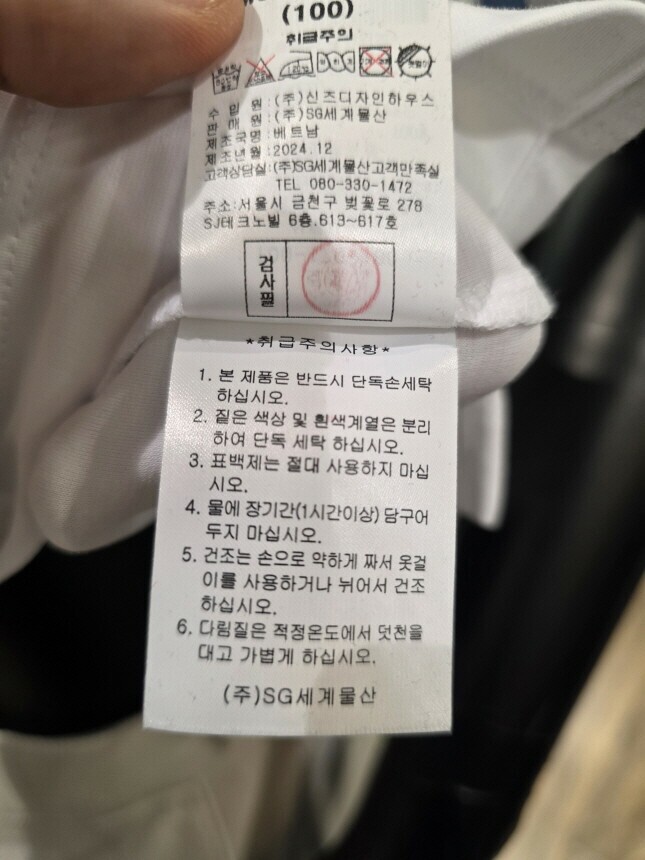 (100)
취급주의
수 입 원 : (주)신즈디자인하우스
판 매 원 : (주)SG세계물산
제조국명 : 베트남
제조년월 : 2024.12
고객상담실:(주)SG세계물산고객만족실
TEL 080-330-1472
주소:서울시 금천구 벚꽃로 278
SJ테크노빌 6층.613~617호
검사필
*취급주의사항*
1. 본 제품은 반드시 단독손세탁
하십시오.
2. 짙은 색상 및 흰색계열은 분리
하여 단독 세탁 하십시오.
3. 표백제는 절대 사용하지 마십
시오.
4. 물에 장기간(1시간이상) 담구어
두지 마십시오.
5. 건조는 손으로 약하게 짜서 옷걸
이를 사용하거나 뉘어서 건조
하십시오.
6. 다림질은 적정온도에서 덧천을
대고 가볍게 하십시오.
(주)SG세계물산